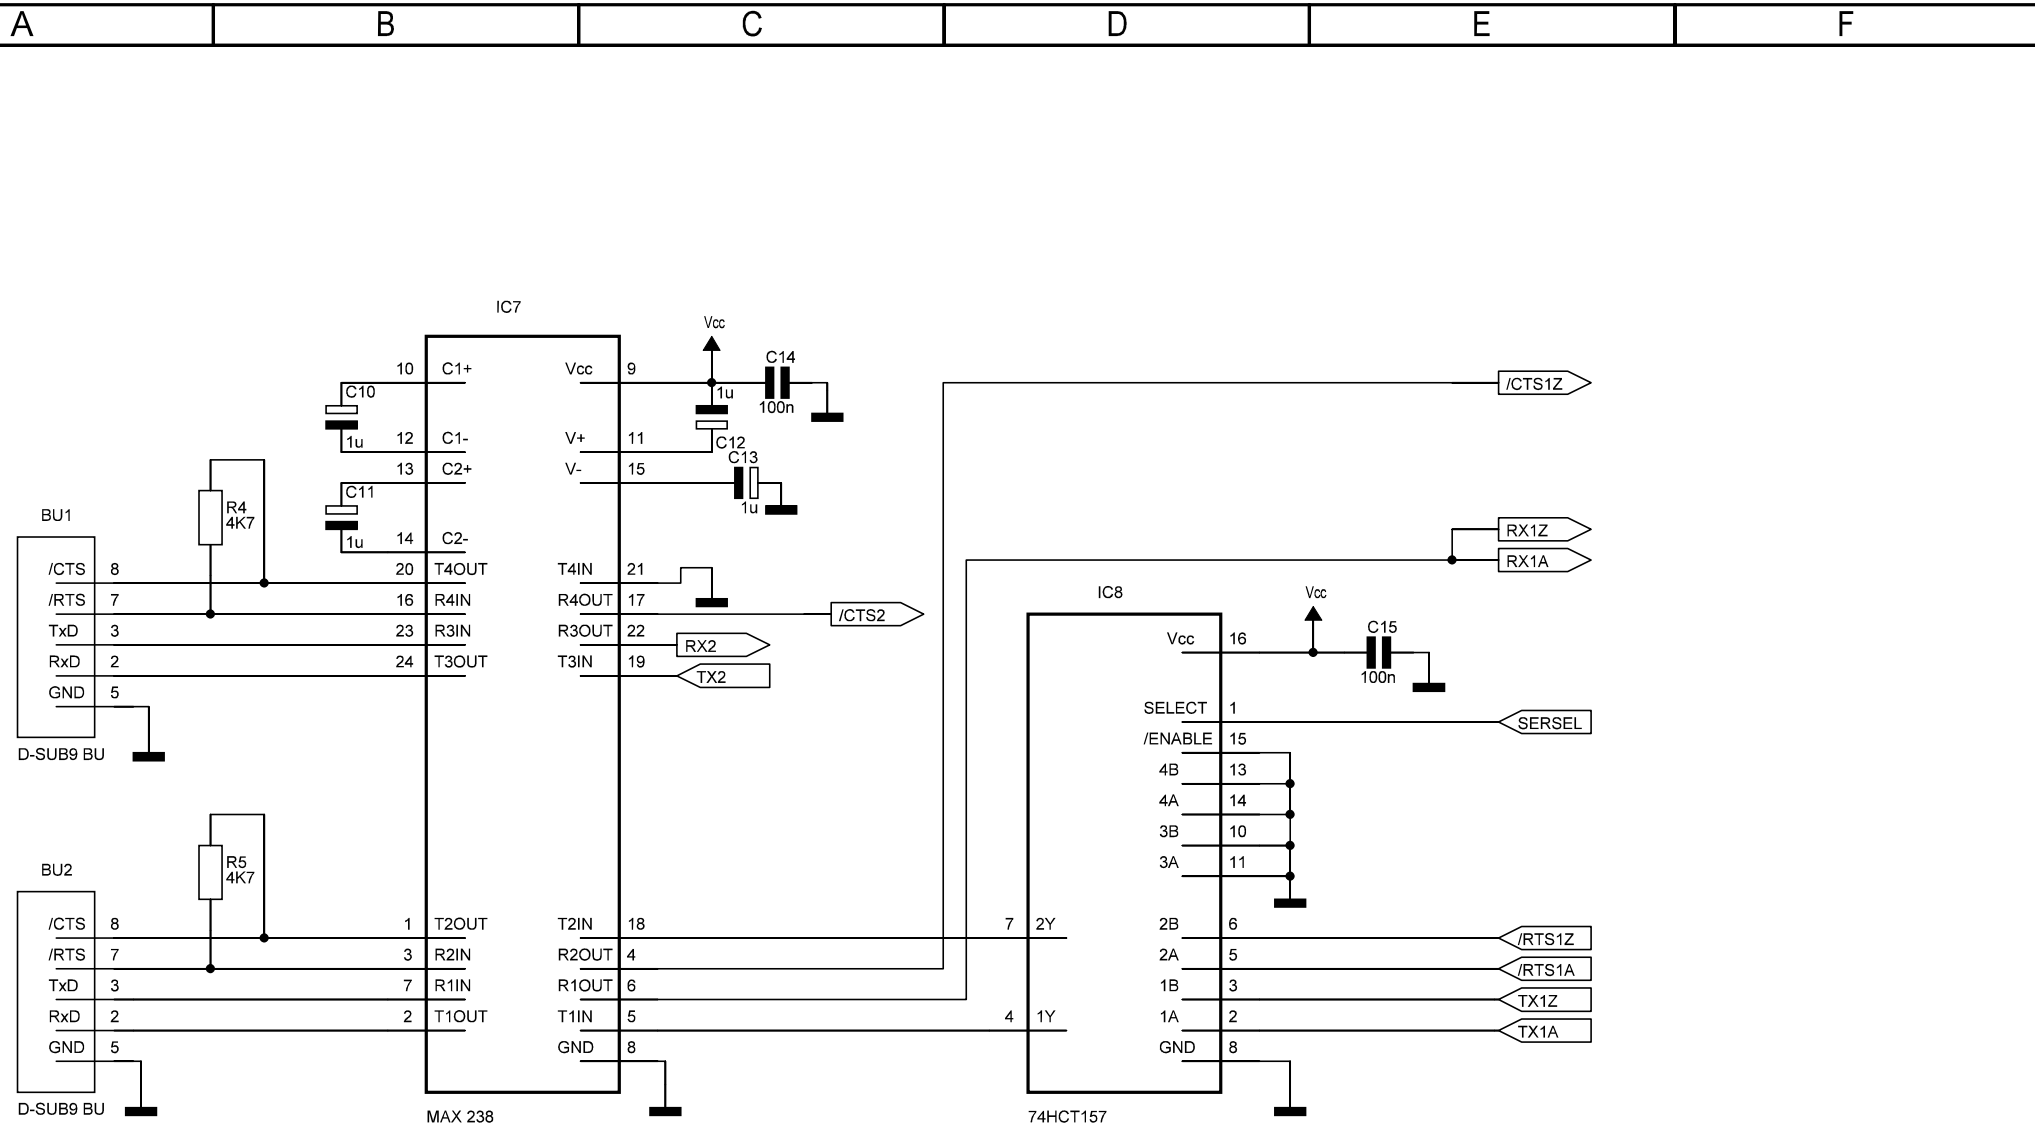 A B C D E F
IC7
Vcc
10 C1+ Vcc 9 C14
C10 1u 100n /CTS1Z
1u 12 C1- V+ 11 C12
13 C2+ V- 15 C13
C11 1u
R4
4K7
BU1
1u 14 C2- RX1Z
/CTS 8 20 T4OUT T4IN 21 RX1A
/RTS 7 16 R4IN R4OUT 17 /CTS2 IC8 Vcc
TxD 3 23 R3IN R3OUT 22 RX2 Vcc 16 C15
RxD 2 24 T3OUT T3IN 19 TX2 100n
GND 5
SELECT 1 SERSEL
D-SUB9 BU /ENABLE 15
4B 13
4A 14
3B 10
R5
4K7
BU2 3A 11
/CTS 8 1 T2OUT T2IN 18 7 2Y 2B 6 /RTS1Z
/RTS 7 3 R2IN R2OUT 4 2A 5 /RTS1A
TxD 3 7 R1IN R1OUT 6 1B 3 TX1Z
RxD 2 2 T1OUT T1IN 5 4 1Y 1A 2 TX1A
GND 5 GND 8 GND 8
D-SUB9 BU MAX 238 74HCT157